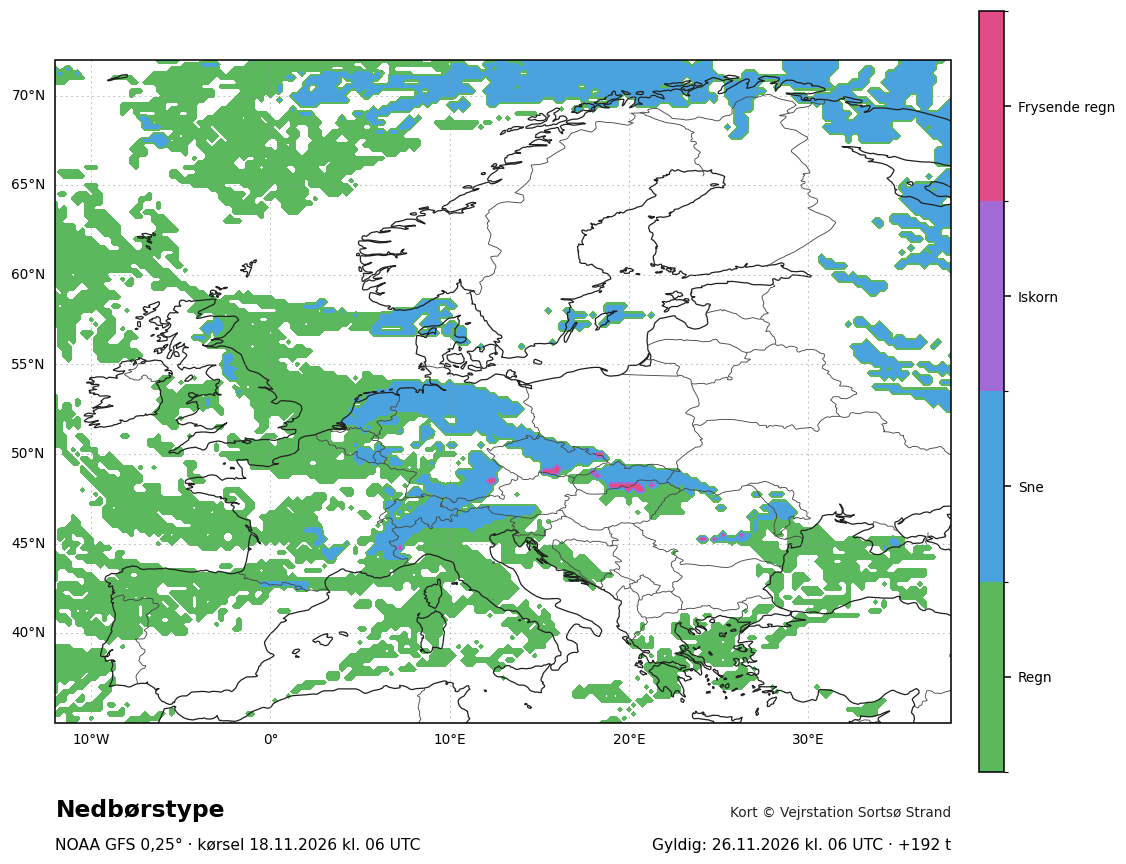 70°N
65°N
60°N
55°N
50°N
45°N
40°N
10°W
0°
10°E
20°E
30°E
Frysende regn
Iskorn
Sne
Regn
Nedbørstype
Kort © Vejrstation Sortsø Strand
NOAA GFS 0,25° · kørsel 18.11.2026 kl. 06 UTC
Gyldig: 26.11.2026 kl. 06 UTC · +192 t